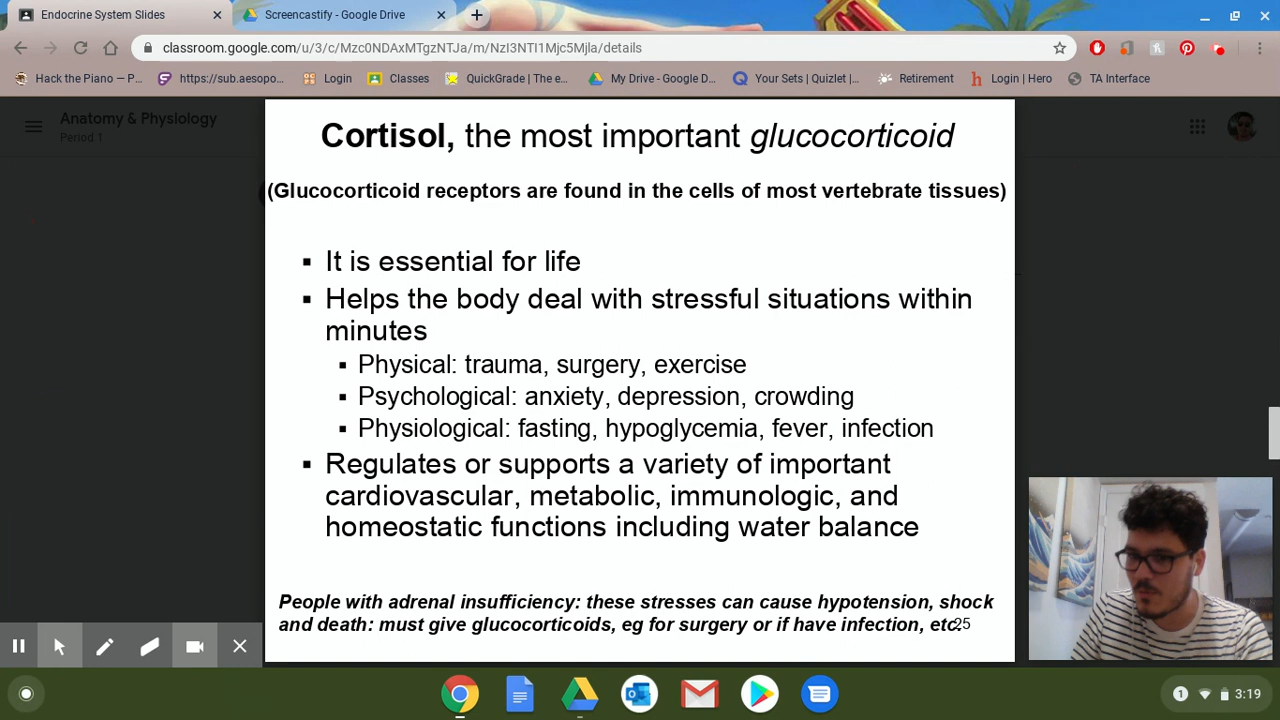 Endocrine System Slides
Screencastify - Google Drive
classroom.google.com/u/3/c/Mzc0NDAxMTgzNTJa/m/NzI3NTI1Mjc5Mjla/details
Hack the Piano — P...
https://sub.aesopo...
Login
Classes
QuickGrade | The e...
My Drive - Google D...
Your Sets | Quizlet |...
Retirement
Login | Hero
TA Interface
Anatomy & Physiology
Period 1
Cortisol, the most important glucocorticoid
(Glucocorticoid receptors are found in the cells of most vertebrate tissues)
▪ It is essential for life
▪ Helps the body deal with stressful situations within
minutes
▪ Physical: trauma, surgery, exercise
▪ Psychological: anxiety, depression, crowding
▪ Physiological: fasting, hypoglycemia, fever, infection
▪ Regulates or supports a variety of important
cardiovascular, metabolic, immunologic, and
homeostatic functions including water balance
People with adrenal insufficiency: these stresses can cause hypotension, shock
and death: must give glucocorticoids, eg for surgery or if have infection, etc.
25
1
3:19